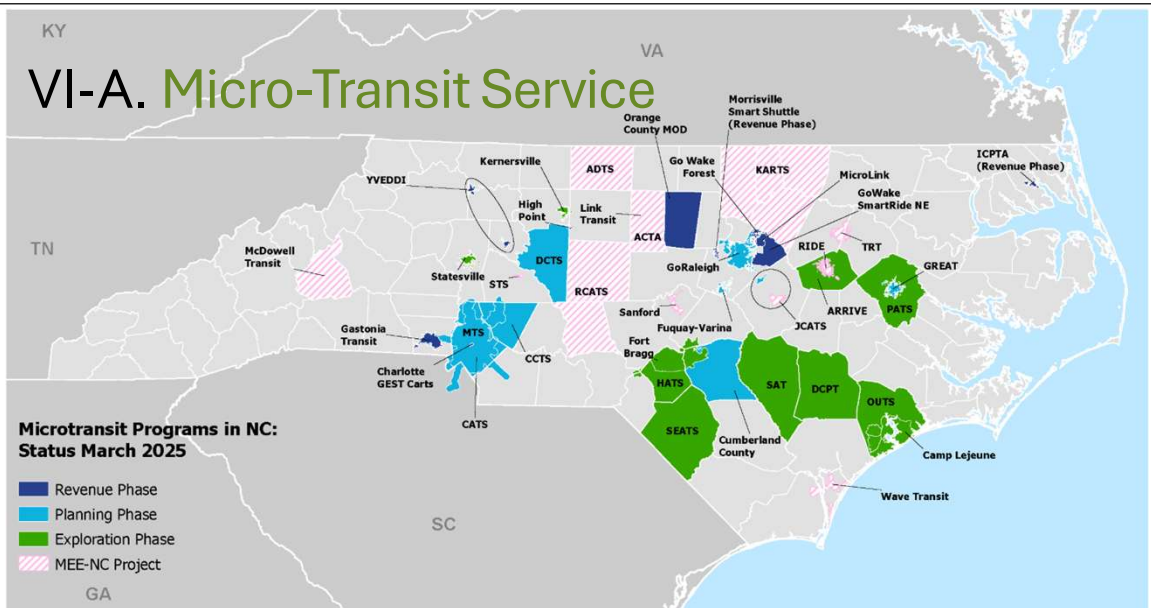 KY
VA
VI-A. Micro-Transit Service
Morrisville
Smart Shuttle
(Revenue Phase)
Orange
County MOD
Kernersville
ADTS
Go Wake
Forest
KARTS
ICPTA
(Revenue Phase)
MicroLink
YVEDDI
GoWake
SmartRide NE
High
Point
Link
Transit
TN
McDowell
Transit
ACTA
RIDE
TRT
DCTS
GoRaleigh
GREAT
Statesville
STS
RCATS
ARRIVE
PATS
Sanford
JCATS
Gastonia
Transit
MTS
Fuquay-Varina
Fort
Bragg
CCTS
Charlotte
GEST Carts
HATS
SAT
DCPT
OUTS
CATS
SEATS
Cumberland
County
Camp Lejeune
Microtransit Programs in NC:
Status March 2025
Revenue Phase
Planning Phase
Exploration Phase
MEE-NC Project
Wave Transit
SC
GA